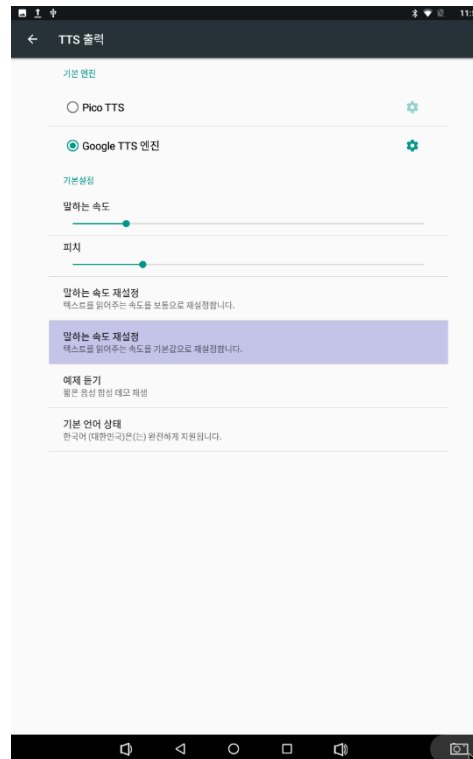 11:
TTS 출력
기본 엔진
Pico TTS
Google TTS 엔진
기본설정
말하는 속도
피치
말하는 속도 재설정
텍스트를 읽어주는 속도를 보통으로 재설정합니다.
말하는 속도 재설정
텍스트를 읽어주는 속도를 기본값으로 재설정합니다.
예제 듣기
짧은 음성 합성 데모 재생
기본 언어 상태
한국어 (대한민국)은(는) 완전하게 지원됩니다.